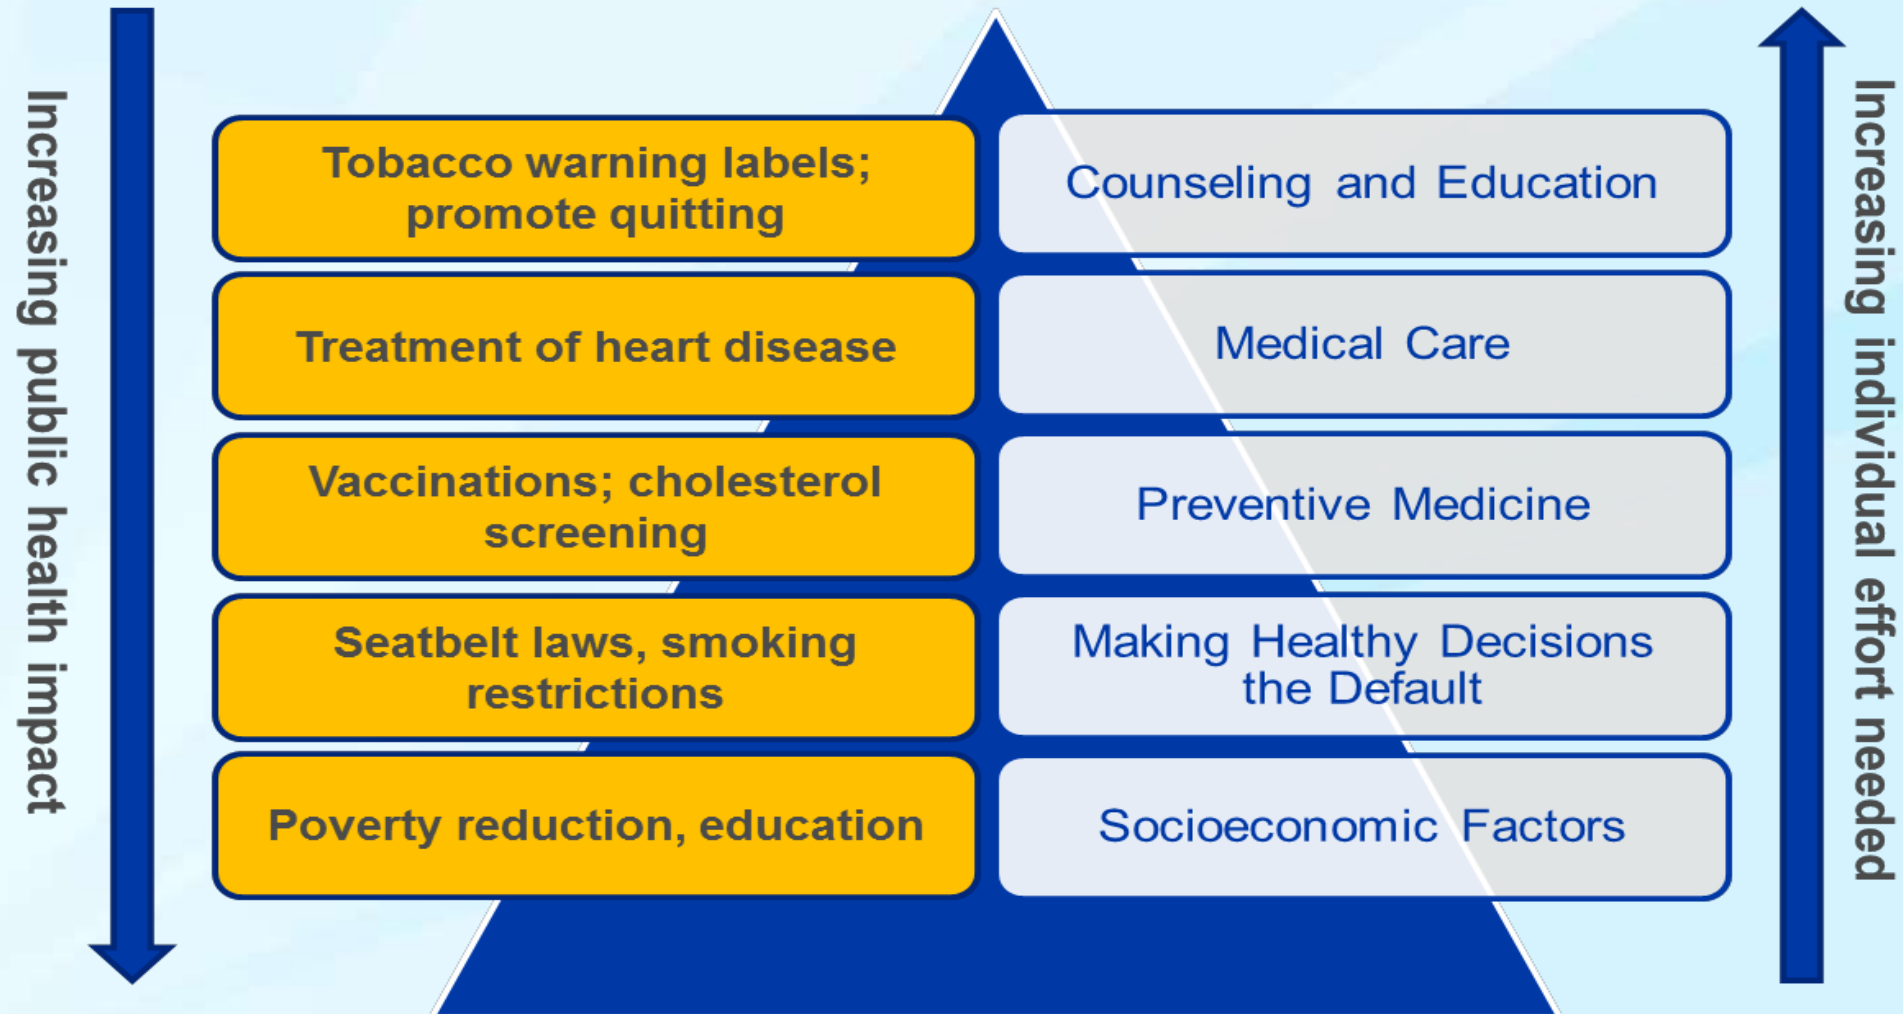 Increasing public health impact
Tobacco warning labels;
promote quitting
Counseling and Education
Treatment of heart disease
Medical Care
Vaccinations; cholesterol
screening
Preventive Medicine
Seatbelt laws, smoking
restrictions
Making Healthy Decisions
the Default
Poverty reduction, education
Socioeconomic Factors
Increasing individual effort needed